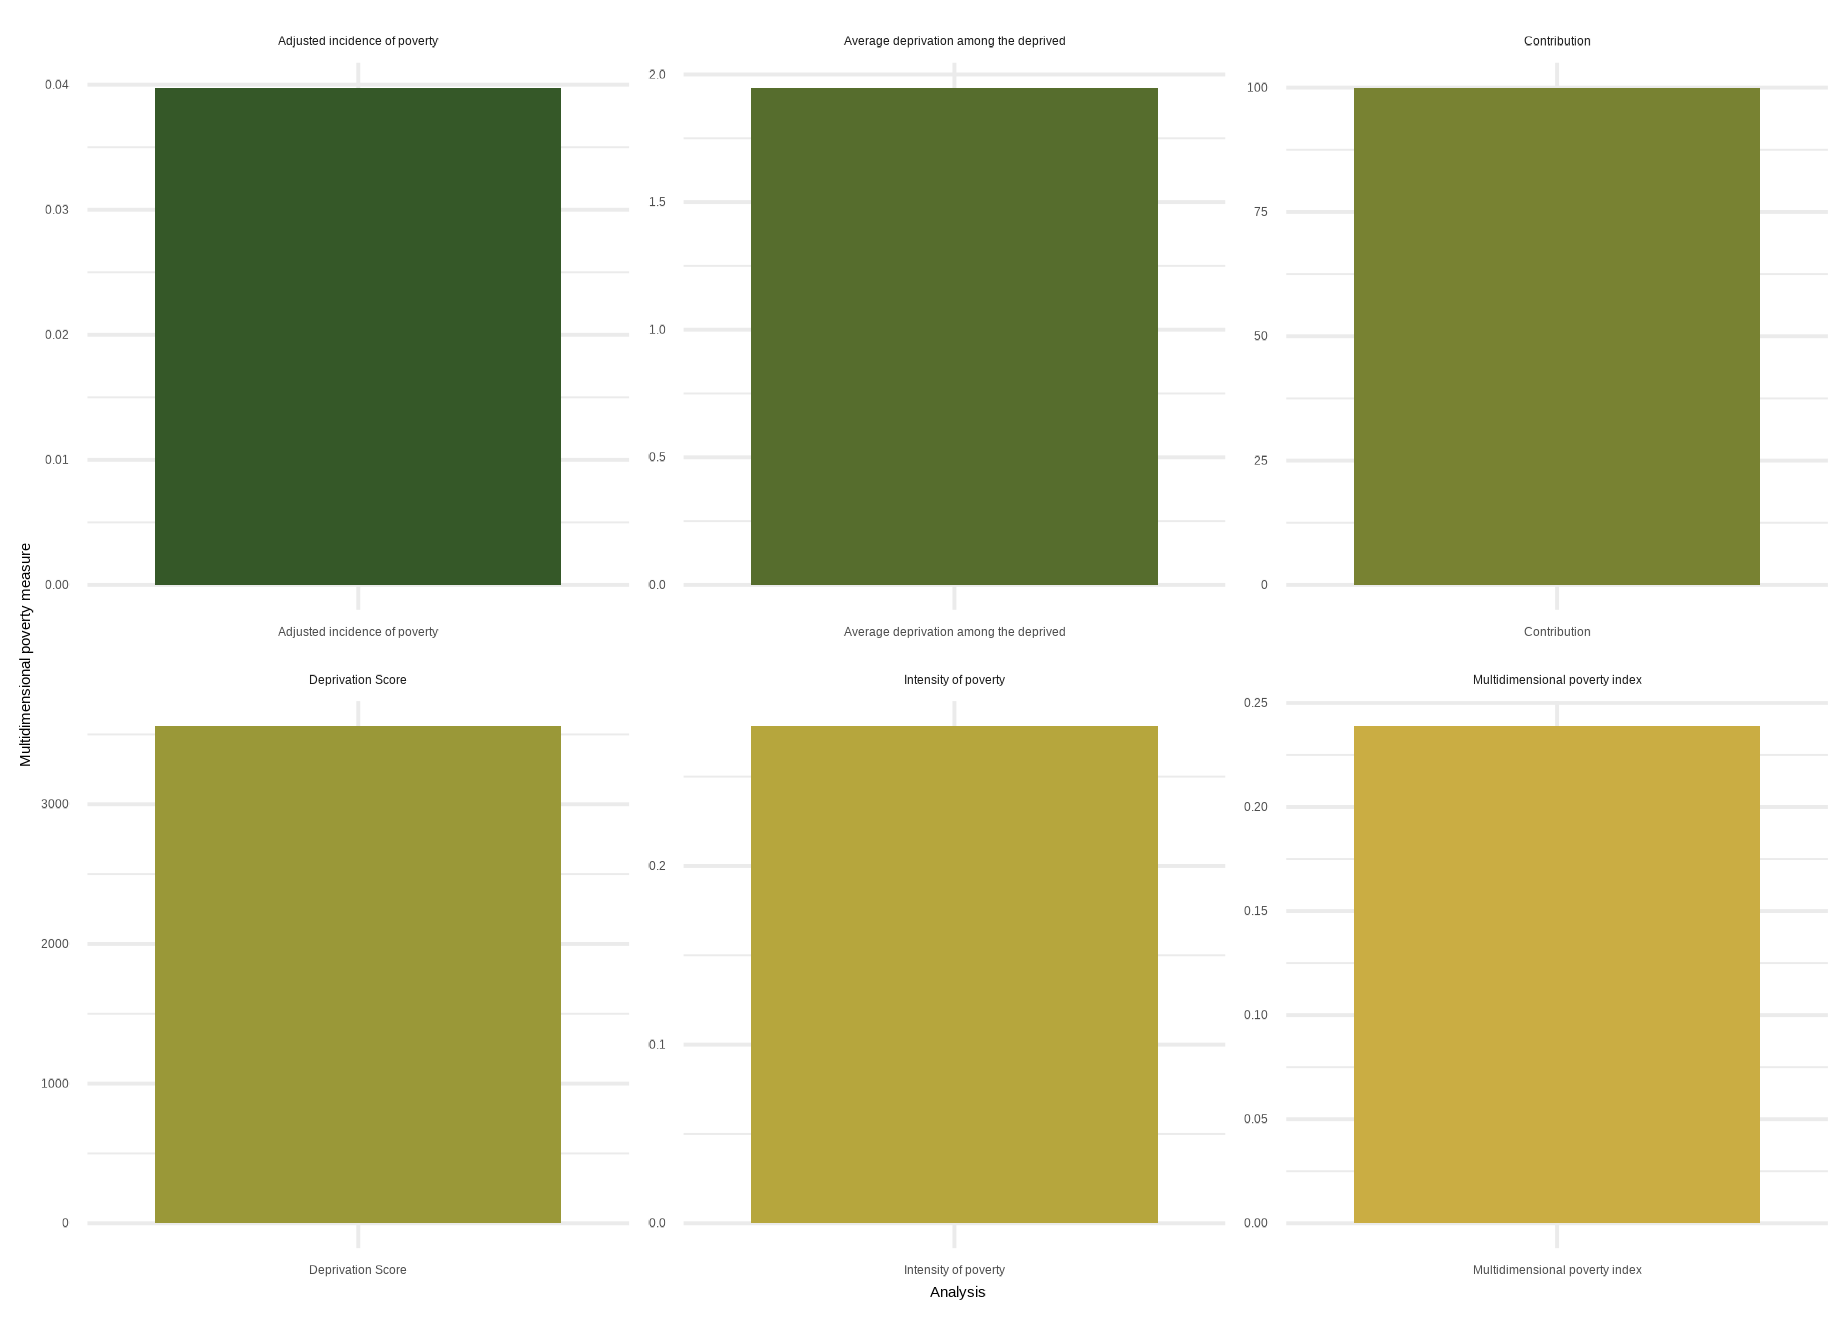 Adjusted incidence of poverty
Average deprivation among the deprived
Contribution
0.04
0.03
0.02
0.01
0.00
2.0
1.5
1.0
0.5
0.0
100
75
50
25
0
Adjusted incidence of poverty
Average deprivation among the deprived
Contribution
Multidimensional poverty measure
Deprivation Score
Intensity of poverty
Multidimensional poverty index
3000
2000
1000
0
0.2
0.1
0.0
0.25
0.20
0.15
0.10
0.05
0.00
Deprivation Score
Intensity of poverty
Multidimensional poverty index
Analysis